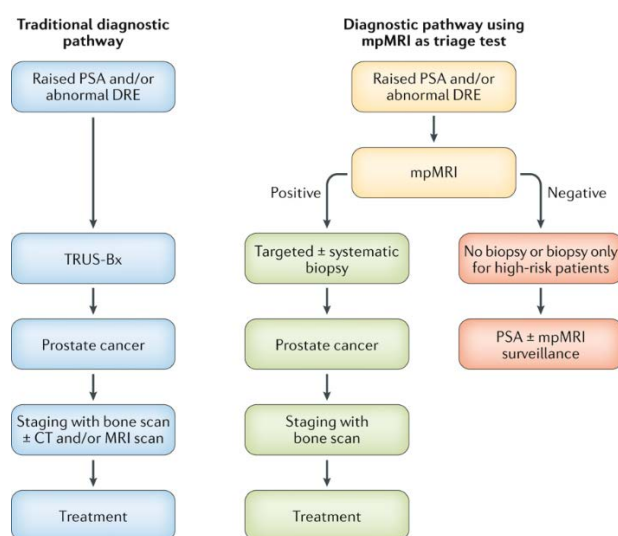 Traditional diagnostic
pathway
Raised PSA and/or
abnormal DRE
TRUS-Bx
Prostate cancer
Staging with bone scan
± CT and/or MRI scan
Treatment
Diagnostic pathway using
mpMRI as triage test
Raised PSA and/or
abnormal DRE
mpMRI
Positive
Negative
Targeted ± systematic
biopsy
No biopsy or biopsy only
for high-risk patients
Prostate cancer
PSA ± mpMRI
surveillance
Staging with
bone scan
Treatment